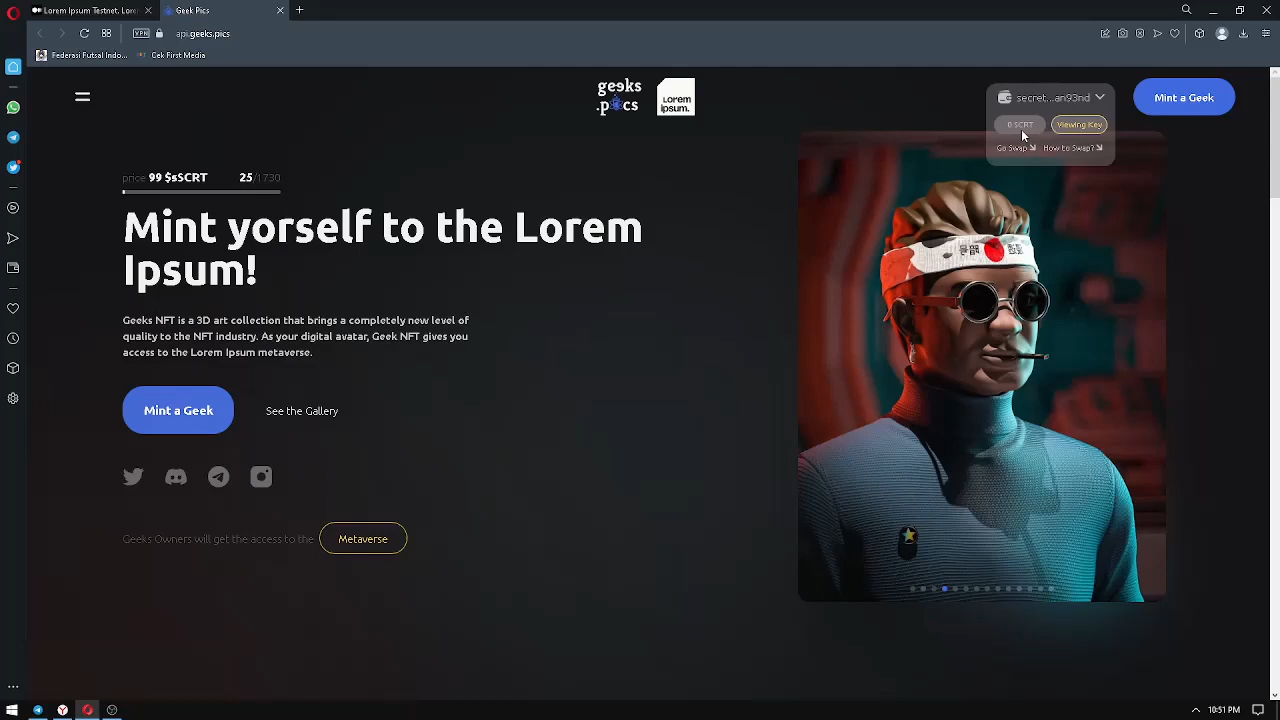 Lorem Ipsum Testnet. Lorem
Geek Pics
VPN
api.geeks.pics
Federasi Futsal Indo...
Cek First Media
geeks
.pics
Lorem
ipsum.
secret...an93nd
Mint a Geek
0 SCRT
Viewing Key
Go Swap
How to Swap?
price 99 $sSCRT 25/1730
Mint yorself to the Lorem
Ipsum!
Geeks NFT is a 3D art collection that brings a completely new level of
quality to the NFT industry. As your digital avatar, Geek NFT gives you
access to the Lorem Ipsum metaverse.
Mint a Geek
See the Gallery
Geeks Owners will get the access to the
Metaverse
10:51 PM